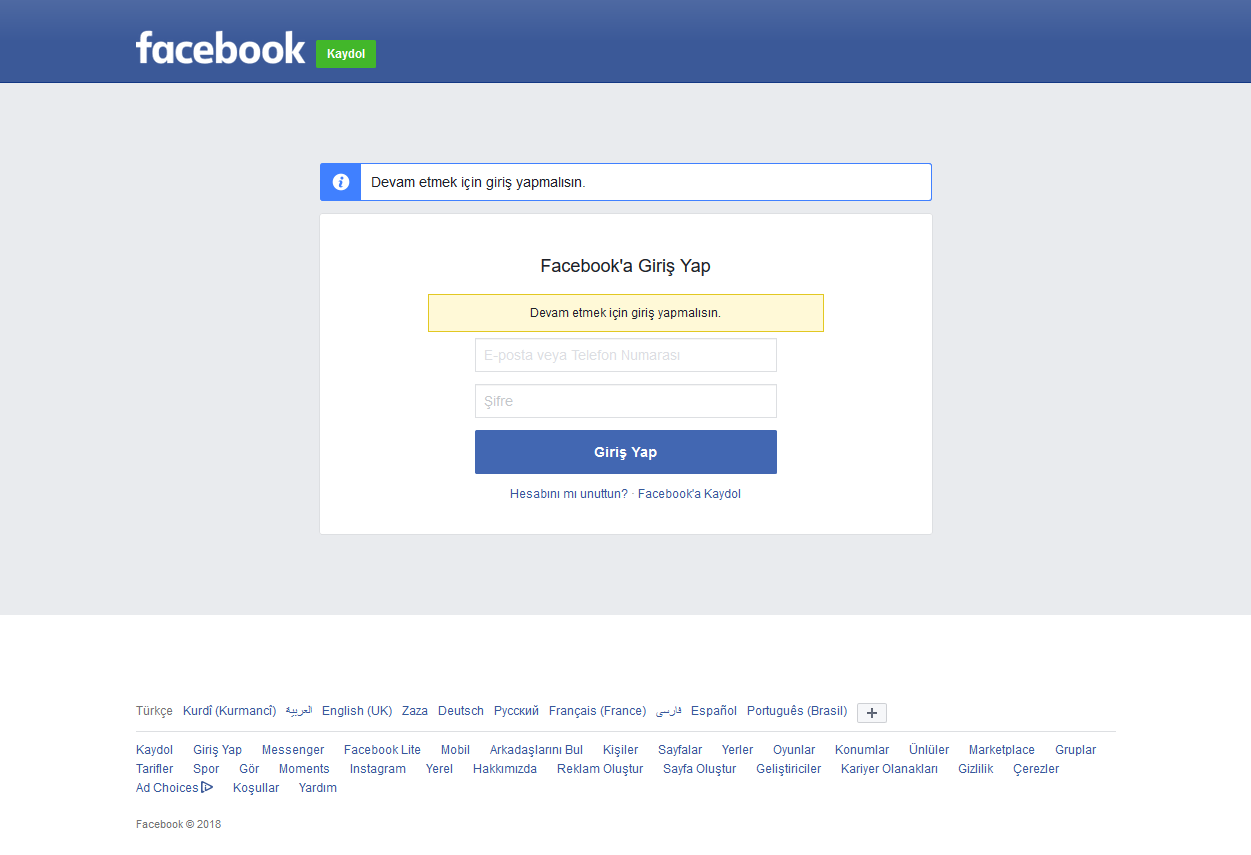 facebook Kaydol
Devam etmek için giriş yapmalısın.
Facebook'a Giriş Yap
Devam etmek için giriş yapmalısın.
E-posta veya Telefon Numarası
Şifre
Giriş Yap
Hesabını mı unuttun? · Facebook'a Kaydol
Türkçe Kurdî (Kurmancî) العربية English (UK) Zaza Deutsch Русский Français (France) فارسی Español Português (Brasil)
Kaydol Giriş Yap Messenger Facebook Lite Mobil Arkadaşlarını Bul Kişiler Sayfalar Yerler Oyunlar Konumlar Ünlüler Marketplace Gruplar
Tarifler Spor Gör Moments Instagram Yerel Hakkımızda Reklam Oluştur Sayfa Oluştur Geliştiriciler Kariyer Olanakları Gizlilik Çerezler
Ad Choices Koşullar Yardım
Facebook © 2018